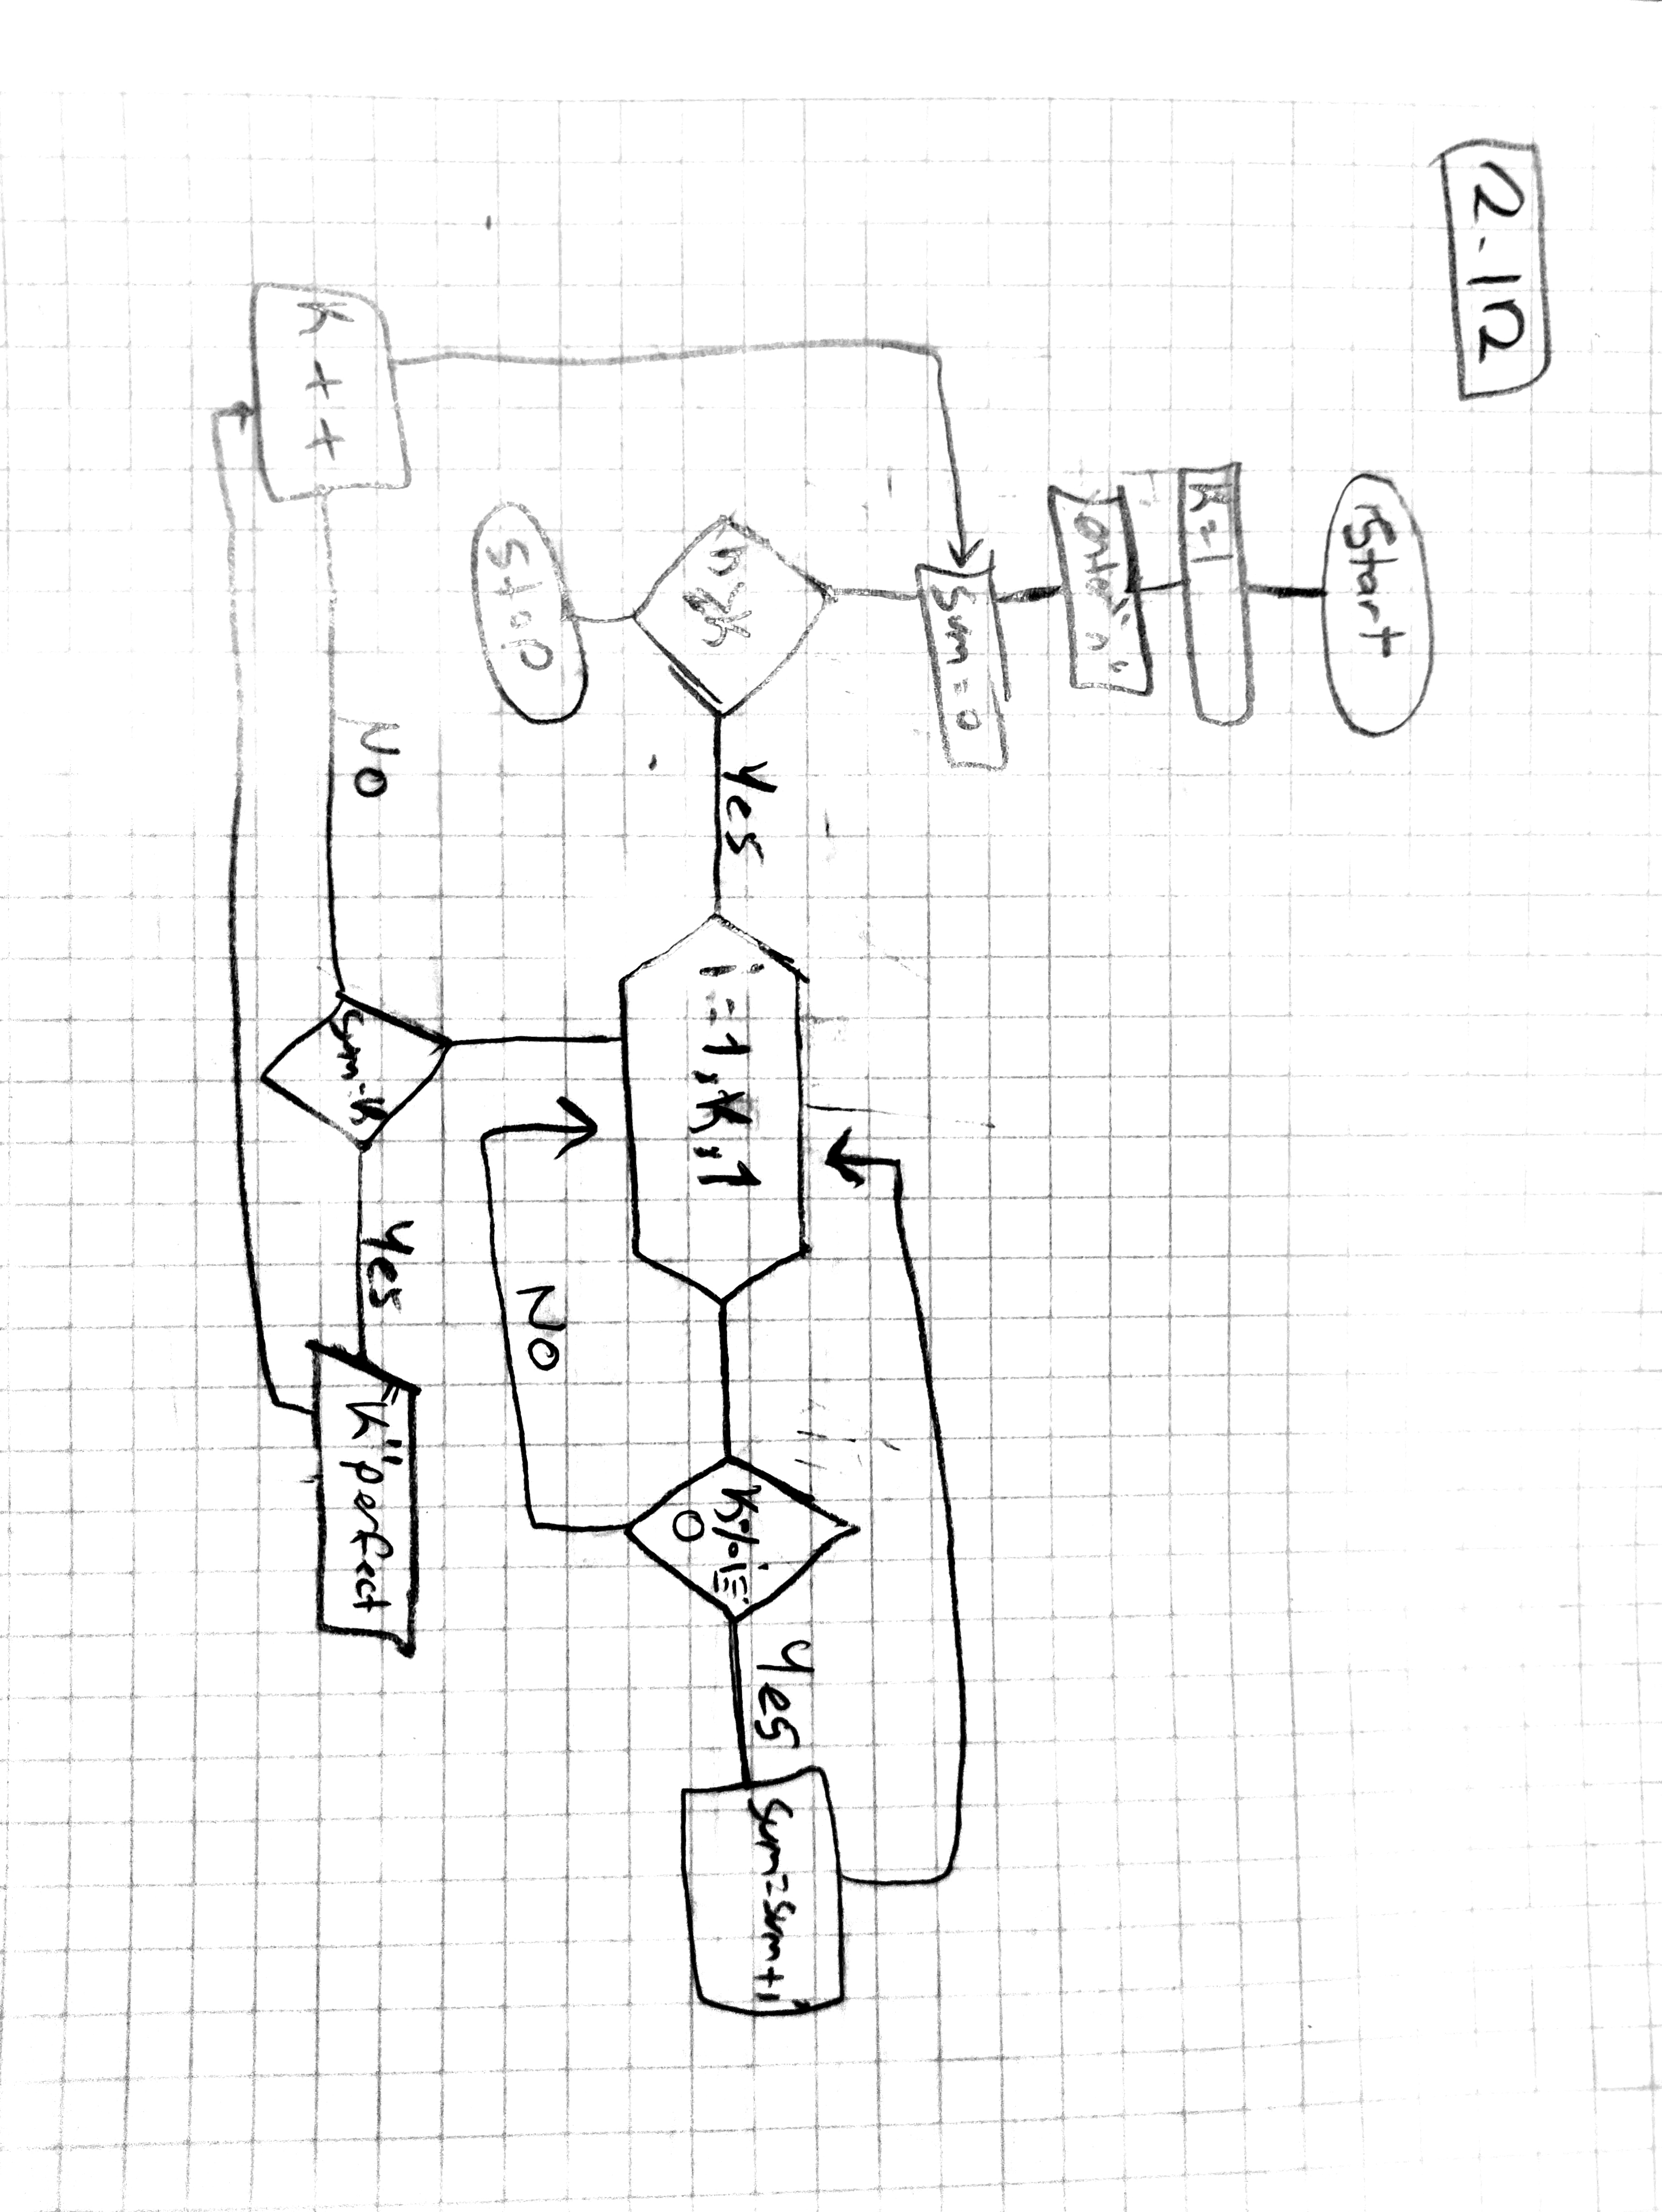 2.12
Start
K=1
enter "n"
Sum=0
n≥K
Yes
i=1,K,1
K%i==
0
Yes
sum=sum+i
NO
Stop
Sum=K
Yes
"K" perfect
NO
K++